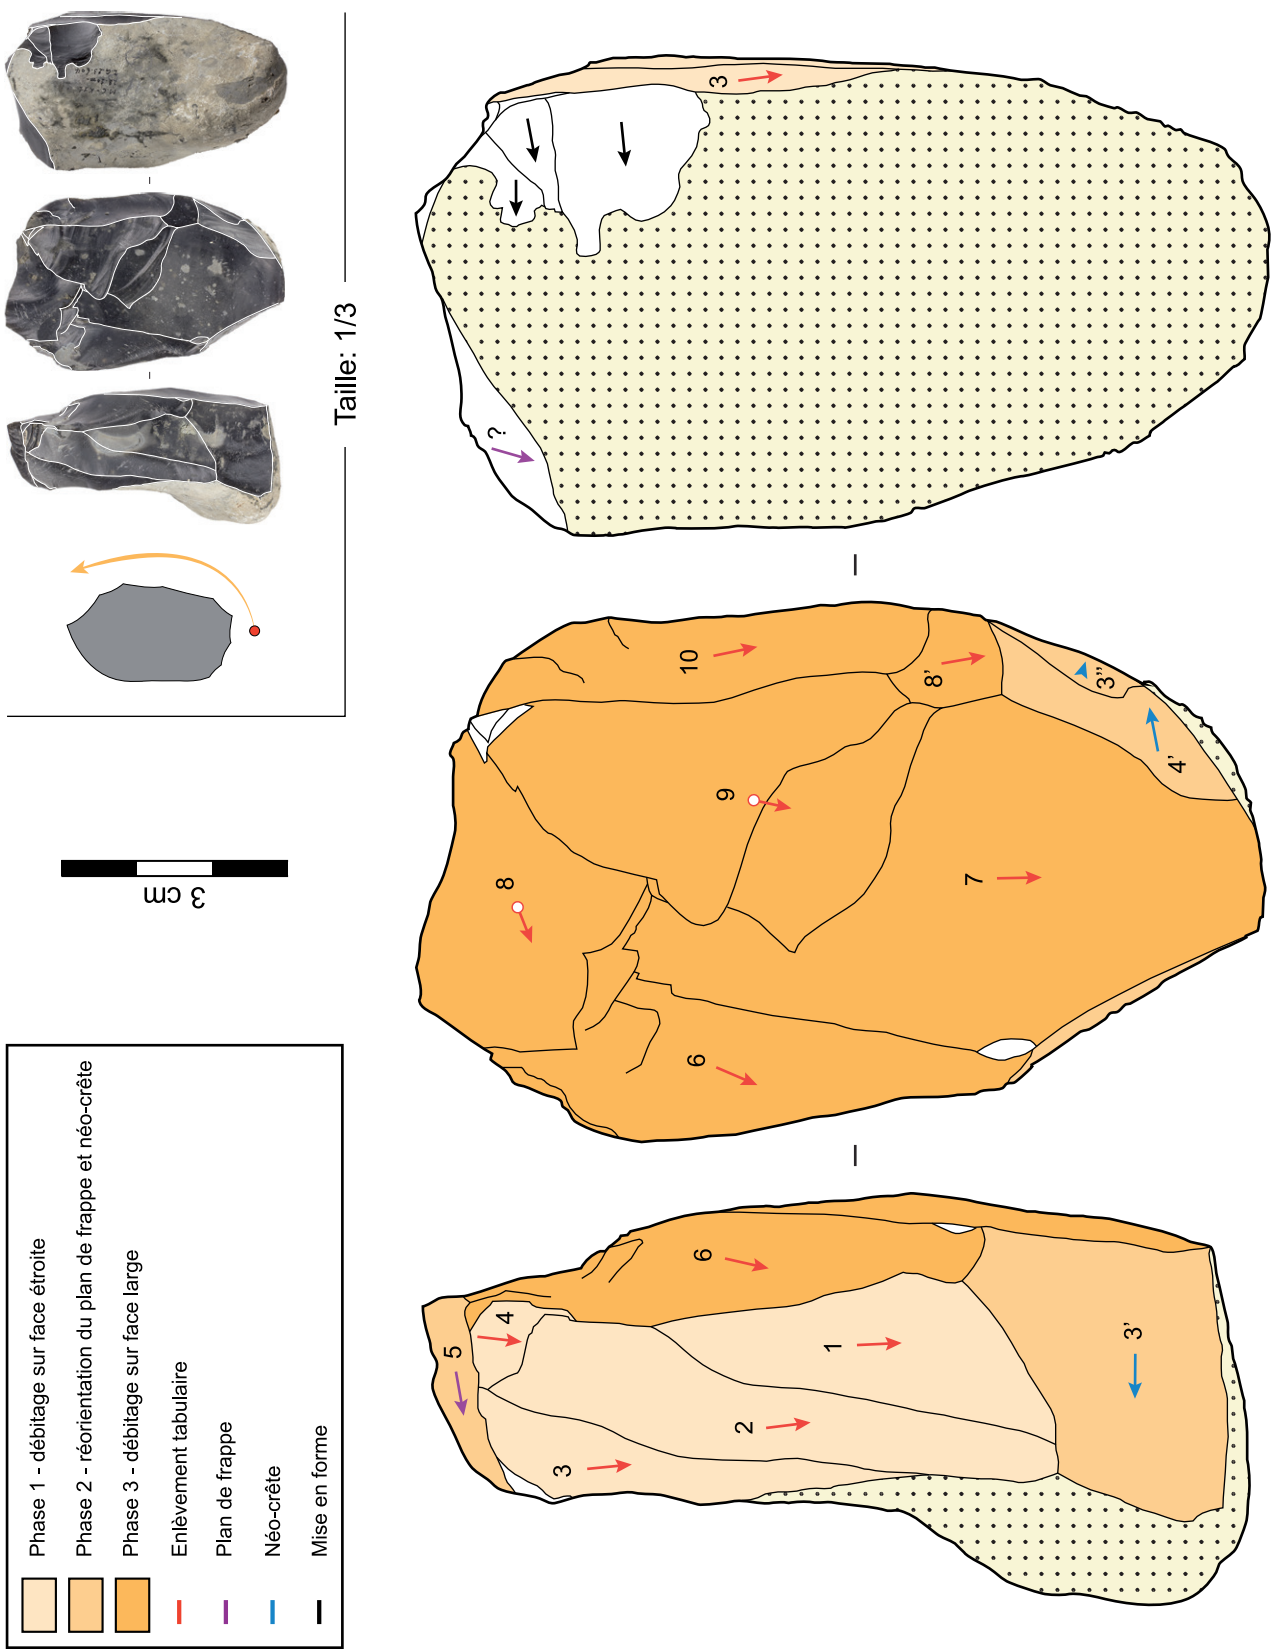 Phase 1 - débitage sur face étroite
Phase 2 - réorientation du plan de frappe et néo-crête
Phase 3 - débitage sur face large
Enlèvement tabulaire
Plan de frappe
Néo-crête
Mise en forme
3 cm
Taille: 1/3
5
4
3
2
1
6
3'
8
6
9
7
10
8'
4'
3''
?
3